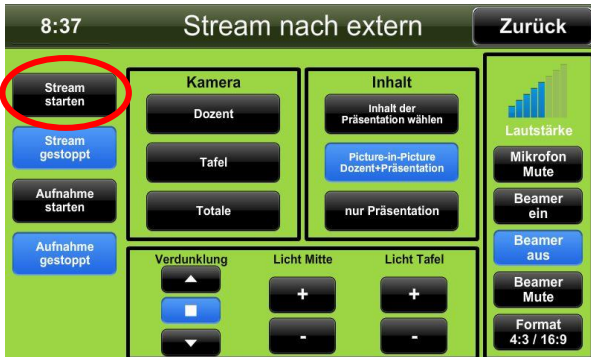 8:37
Stream nach extern
Zurück
Stream
starten
Stream
gestoppt
Aufnahme
starten
Aufnahme
gestoppt
Kamera
Dozent
Tafel
Totale
Inhalt
Inhalt der
Präsentation wählen
Picture-in-Picture
Dozent+Präsentation
nur Präsentation
Verdunklung
Licht Mitte
+
-
Licht Tafel
+
-
Lautstärke
Mikrofon
Mute
Beamer
ein
Beamer
aus
Beamer
Mute
Format
4:3 / 16:9